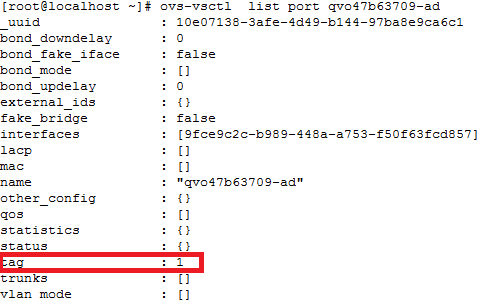 [root@localhost ~]# ovs-vsctl  list port qvo47b63709-ad
_uuid               : 10e07138-3afe-4d49-b144-97ba8e9ca6c1
bond_downdelay      : 0
bond_fake_iface     : false
bond_mode           : []
bond_updelay        : 0
external_ids        : {}
fake_bridge         : false
interfaces          : [9fce9c2c-b989-448a-a753-f50f63fcd857]
lacp                : []
mac                 : []
name                : "qvo47b63709-ad"
other_config        : {}
qos                 : []
statistics          : {}
status              : {}
tag                 : 1
trunks              : []
vlan_mode           : []